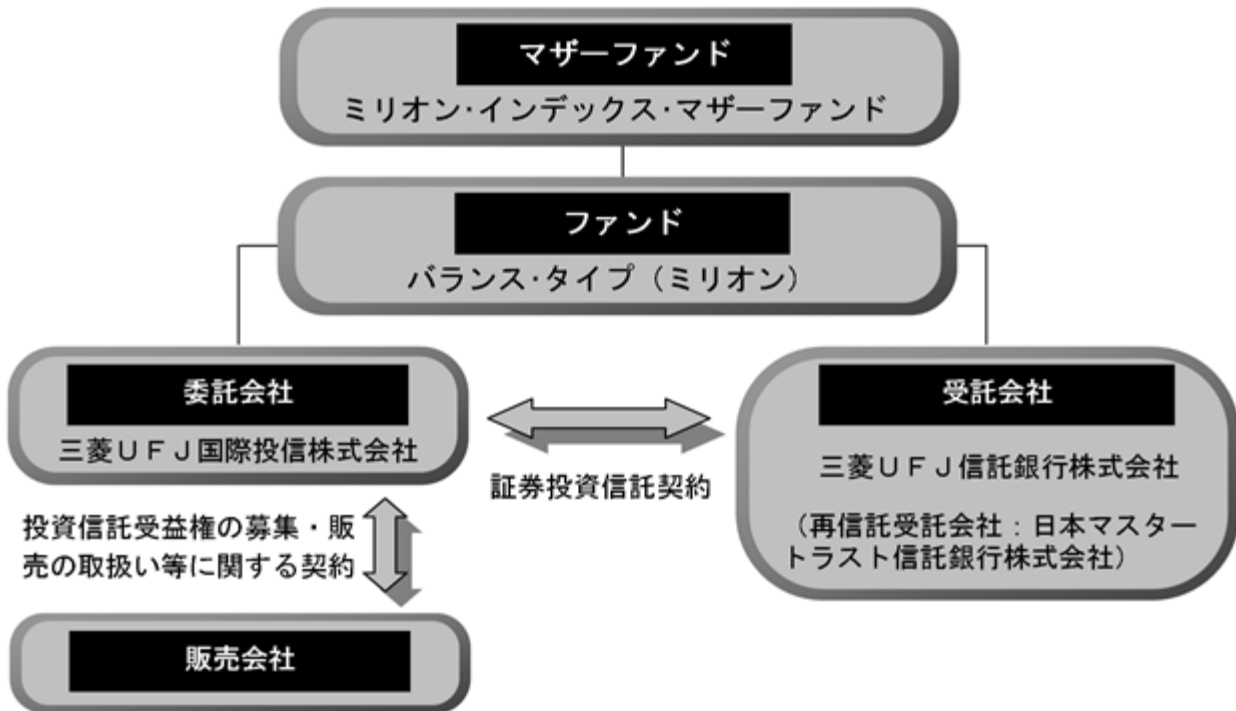 マザーファンド
ミリオン・インデックス・マザーファンド
ファンド
バランス・タイプ（ミリオン）
委託会社
三菱ＵＦＪ国際投信株式会社
受託会社
三菱ＵＦＪ信託銀行株式会社
（再信託受託会社：日本マスター
トラスト信託銀行株式会社）
証券投資信託契約
投資信託受益権の募集・販
売の取扱い等に関する契約
販売会社